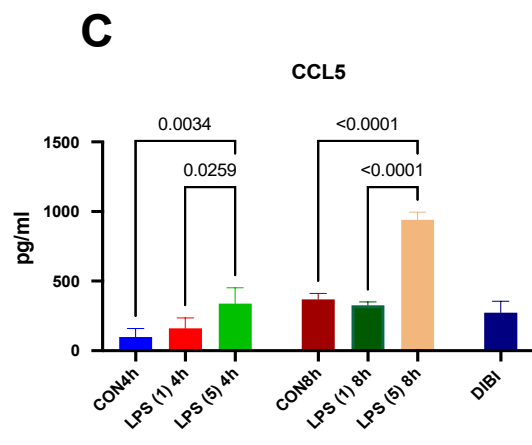 C
CCL5
0.0034
<0.0001
0.0259
<0.0001
1500
1000
500
0
pg/ml
CON4h
LPS (1) 4h
LPS (5) 4h
CON8h
LPS (1) 8h
LPS (5) 8h
DIBI